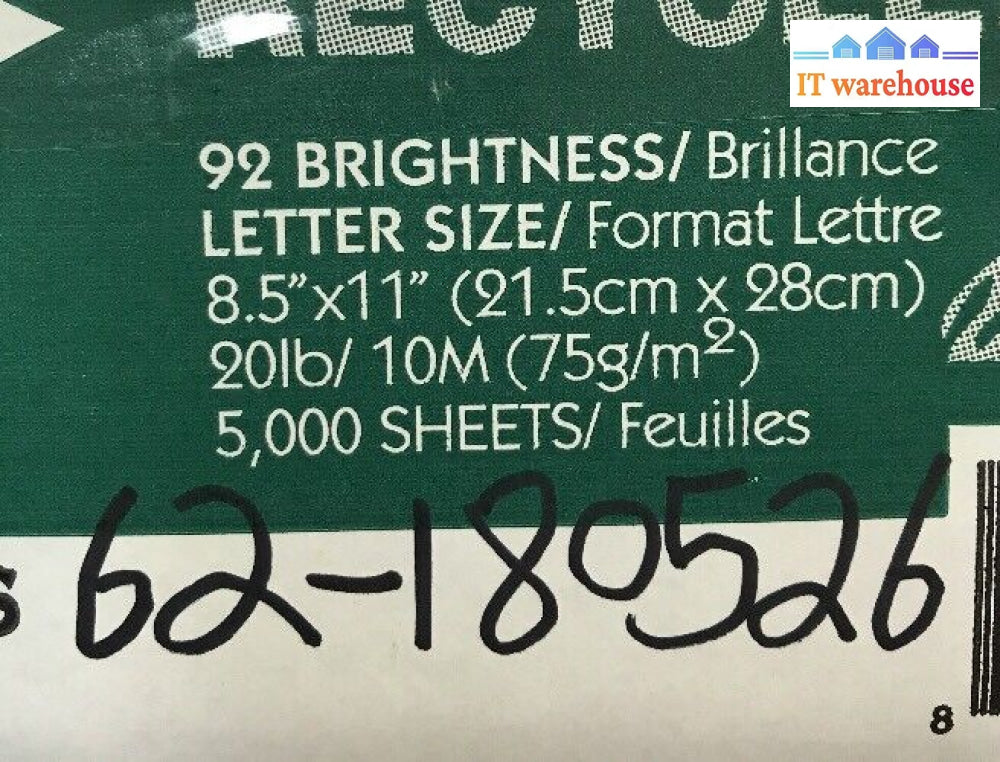 IT warehouse
92 BRIGHTNESS/ Brillance
LETTER SIZE/ Format Lettre
8.5”x11” (21.5cm x 28cm)
20lb/ 10M (75g/m²)
5,000 SHEETS/ Feuilles
62-180526
8